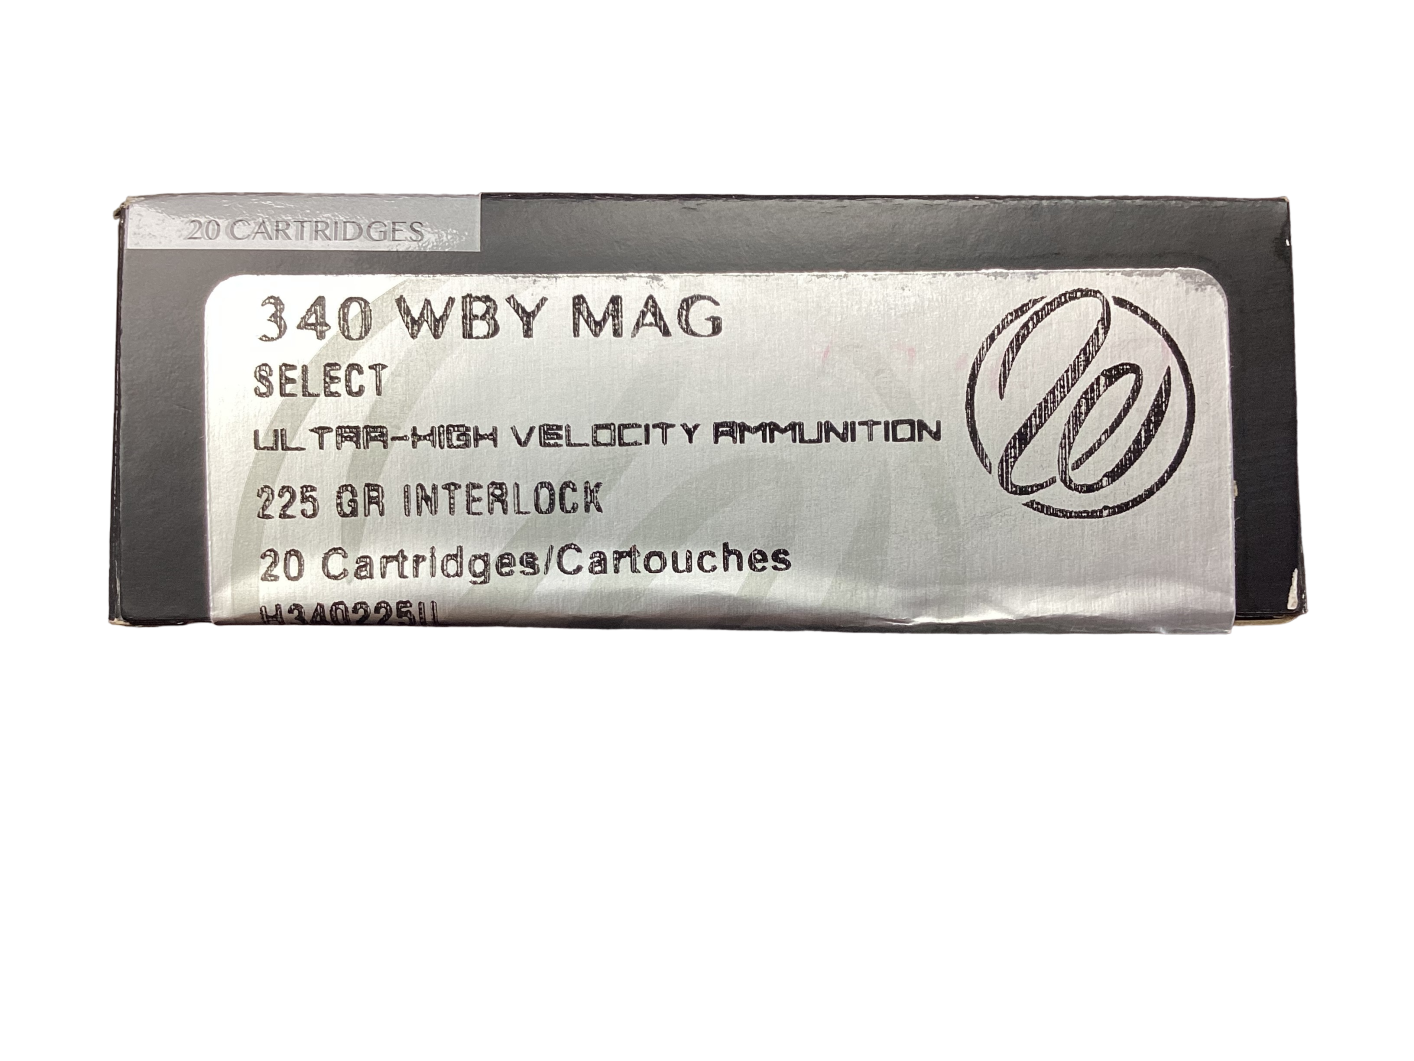 20 CARTRIDGES
340 WBY MAG
SELECT
ULTRA-HIGH VELOCITY AMMUNITION
225 GR INTERLOCK
20 Cartridges/Cartouches